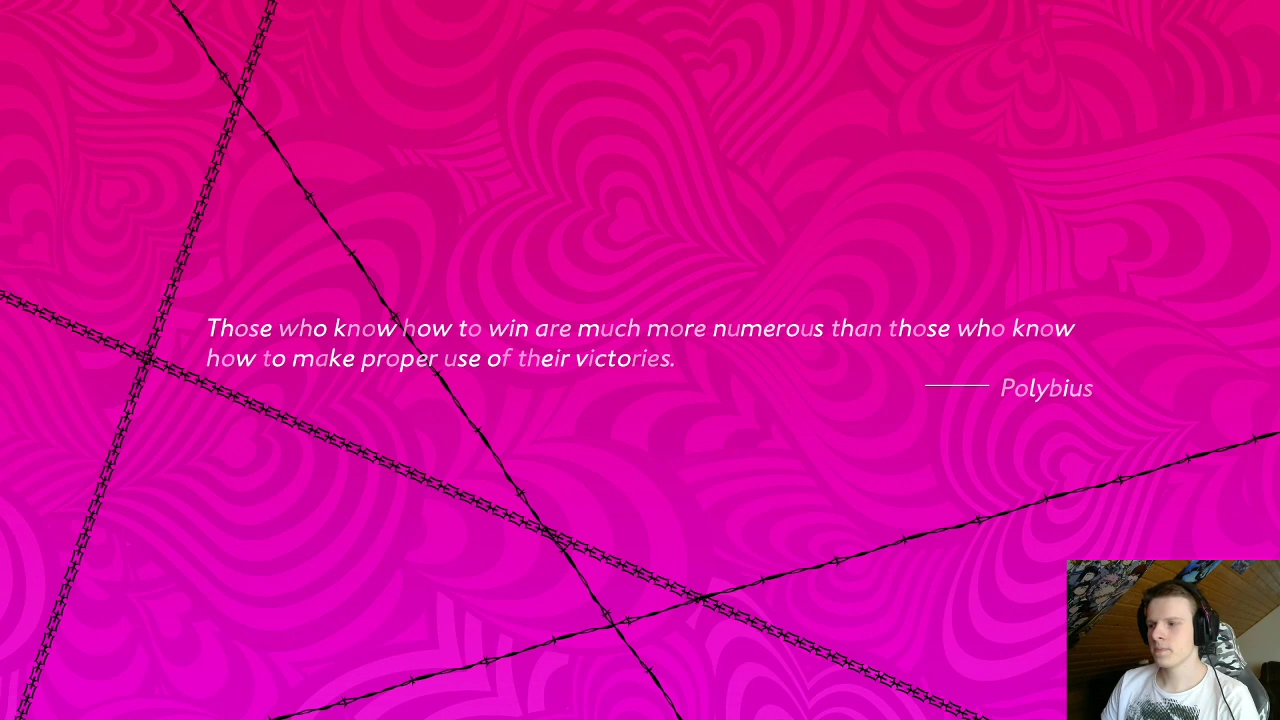 Those who know how to win are much more numerous than those who know
how to make proper use of their victories.
Polybius